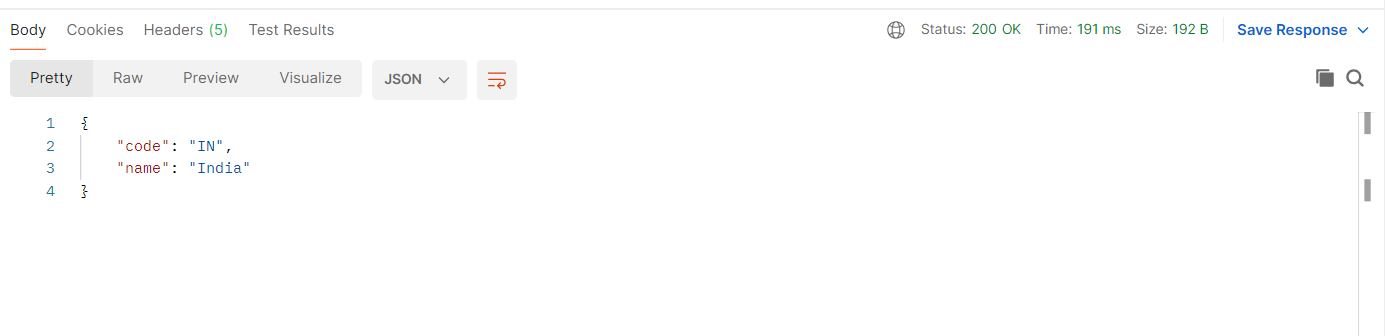 Body Cookies Headers (5) Test Results Status: 200 OK Time: 191 ms Size: 192 B Save Response
Pretty Raw Preview Visualize JSON
1 {
2 "code": "IN",
3 "name": "India"
4 }